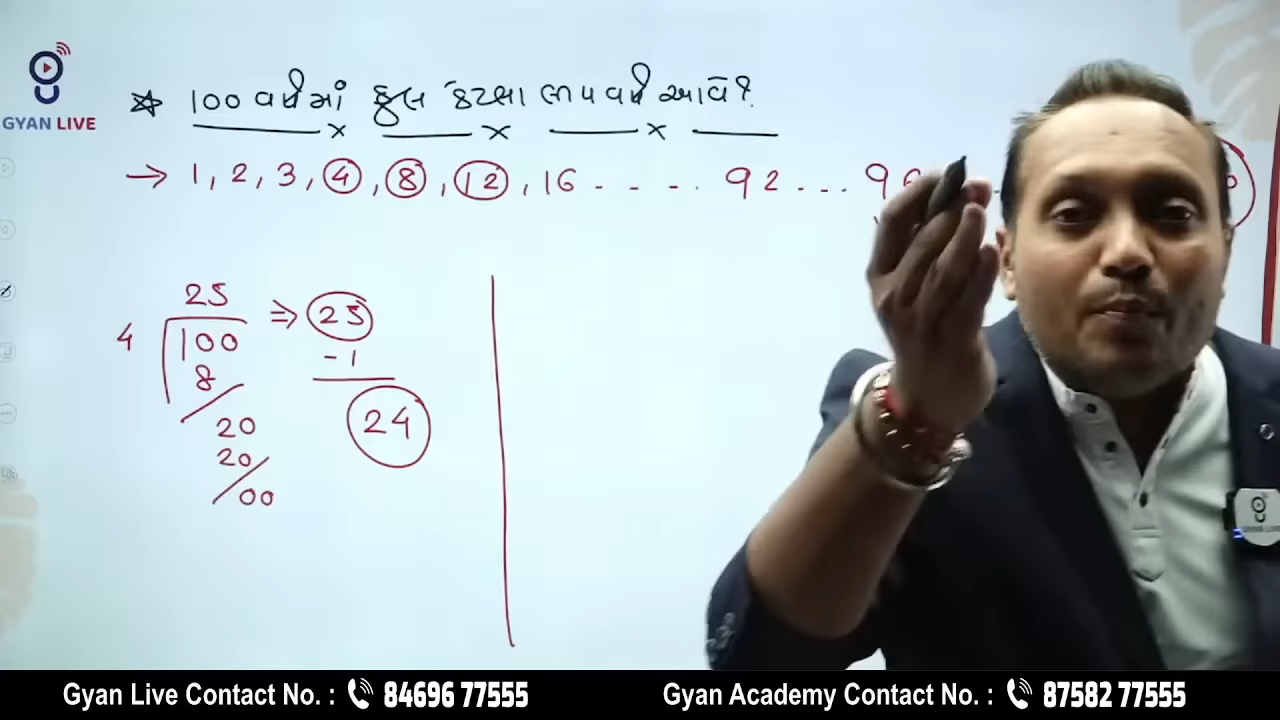 GYAN LIVE
100 વર્ષમાં કુલ કેટલા લીપવર્ષ આવે?
→ 1, 2, 3, 4, 8, 12, 16 - - - - 92 ... 96
25 ⇒ 25
4 100 - 1
8 24
20
20
00
Gyan Live Contact No. : 84696 77555 Gyan Academy Contact No. : 87582 77555